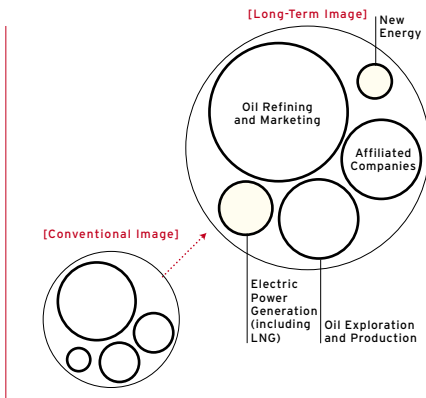 [Long-Term Image]
New
Energy
Oil Refining
and Marketing
Affiliated
Companies
[Conventional Image]
Electric
Power
Generation
(including
LNG)
Oil Exploration
and Production